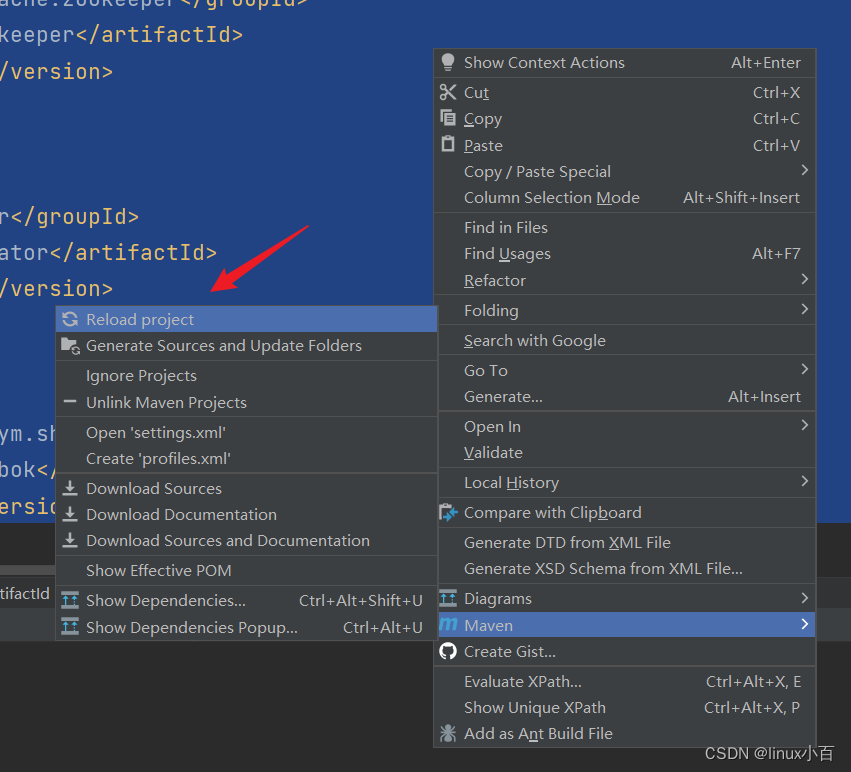 ache.zookeeper</groupId>
keeper</artifactId>
/version>
r</groupId>
ator</artifactId>
/version>
ym.sh
bok</
ersio
tifactId
Reload project
Generate Sources and Update Folders
Ignore Projects
Unlink Maven Projects
Open 'settings.xml'
Create 'profiles.xml'
Download Sources
Download Documentation
Download Sources and Documentation
Show Effective POM
Show Dependencies... Ctrl+Alt+Shift+U
Show Dependencies Popup... Ctrl+Alt+U
Show Context Actions Alt+Enter
Cut Ctrl+X
Copy Ctrl+C
Paste Ctrl+V
Copy / Paste Special
Column Selection Mode Alt+Shift+Insert
Find in Files
Find Usages Alt+F7
Refactor
Folding
Search with Google
Go To
Generate... Alt+Insert
Open In
Validate
Local History
Compare with Clipboard
Generate DTD from XML File
Generate XSD Schema from XML File...
Diagrams
Maven
Create Gist...
Evaluate XPath... Ctrl+Alt+X, E
Show Unique XPath Ctrl+Alt+X, P
Add as Ant Build File
CSDN @linux小百